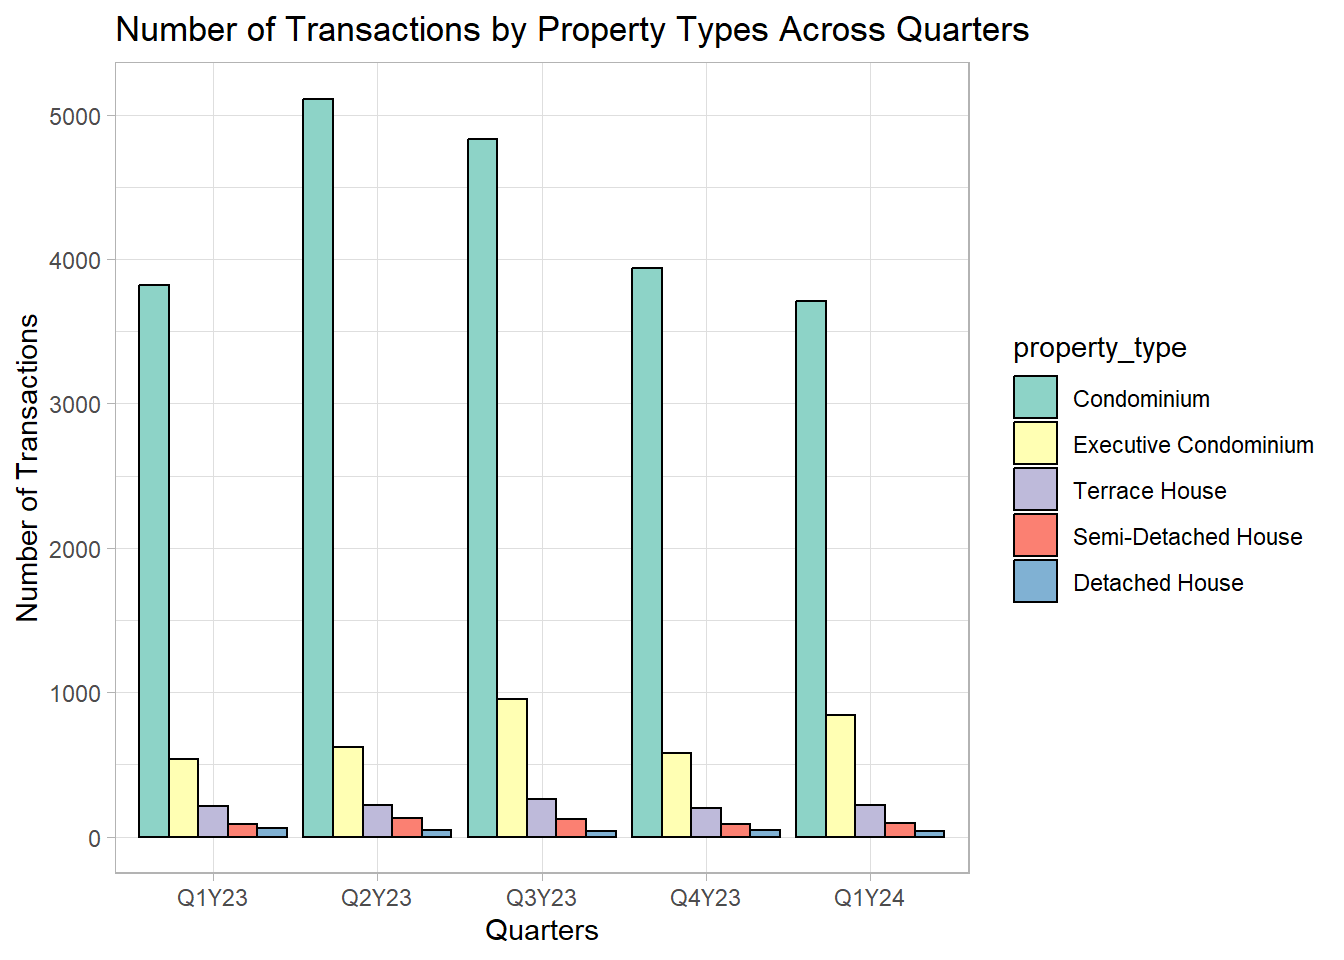 Number of Transactions by Property Types Across Quarters
Number of Transactions
5000
4000
3000
2000
1000
0
Q1Y23 Q2Y23 Q3Y23 Q4Y23 Q1Y24
Quarters
property_type
Condominium
Executive Condominium
Terrace House
Semi-Detached House
Detached House